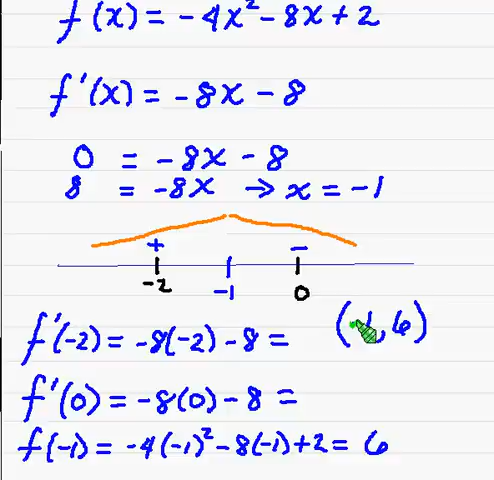 f(x) = -4x² - 8x + 2
f'(x) = -8x - 8
0 = -8x - 8
8 = -8x → x = -1
+ -
-2 -1 0
f'(-2) = -8(-2) - 8 = ( , 6)
f'(0) = -8(0) - 8 =
f(-1) = -4(-1)² - 8(-1) + 2 = 6